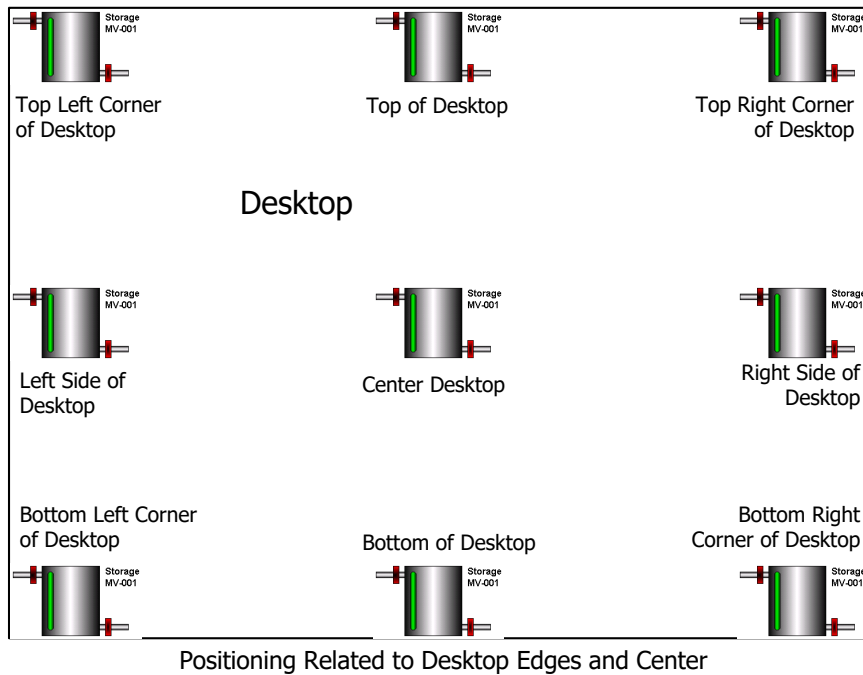 Storage
MV-001
Storage
MV-001
Storage
MV-001
Top Left Corner
of Desktop
Top of Desktop
Top Right Corner
of Desktop
Desktop
Storage
MV-001
Storage
MV-001
Storage
MV-001
Left Side of
Desktop
Center Desktop
Right Side of
Desktop
Bottom Left Corner
of Desktop
Bottom of Desktop
Bottom Right
Corner of Desktop
Storage
MV-001
Storage
MV-001
Storage
MV-001
Positioning Related to Desktop Edges and Center